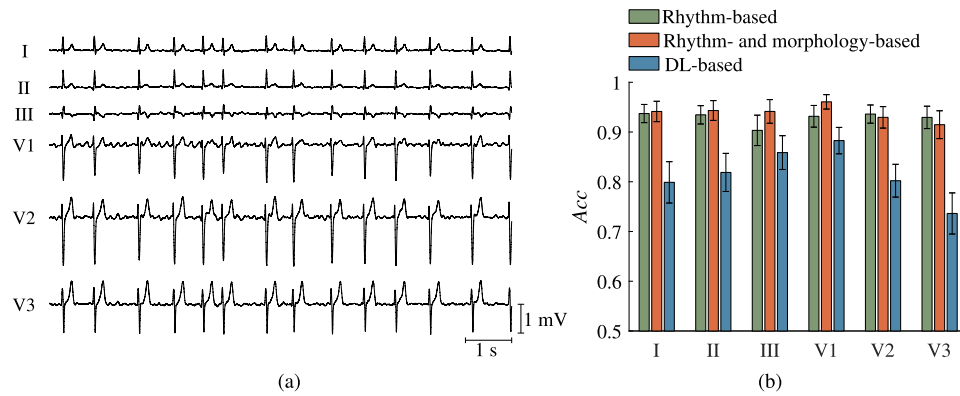 I
II
III
V1
V2
V3
1 mV
1 s
(a)
Rhythm-based
Rhythm- and morphology-based
DL-based
Acc
1
0.9
0.8
0.7
0.6
0.5
I II III V1 V2 V3
(b)